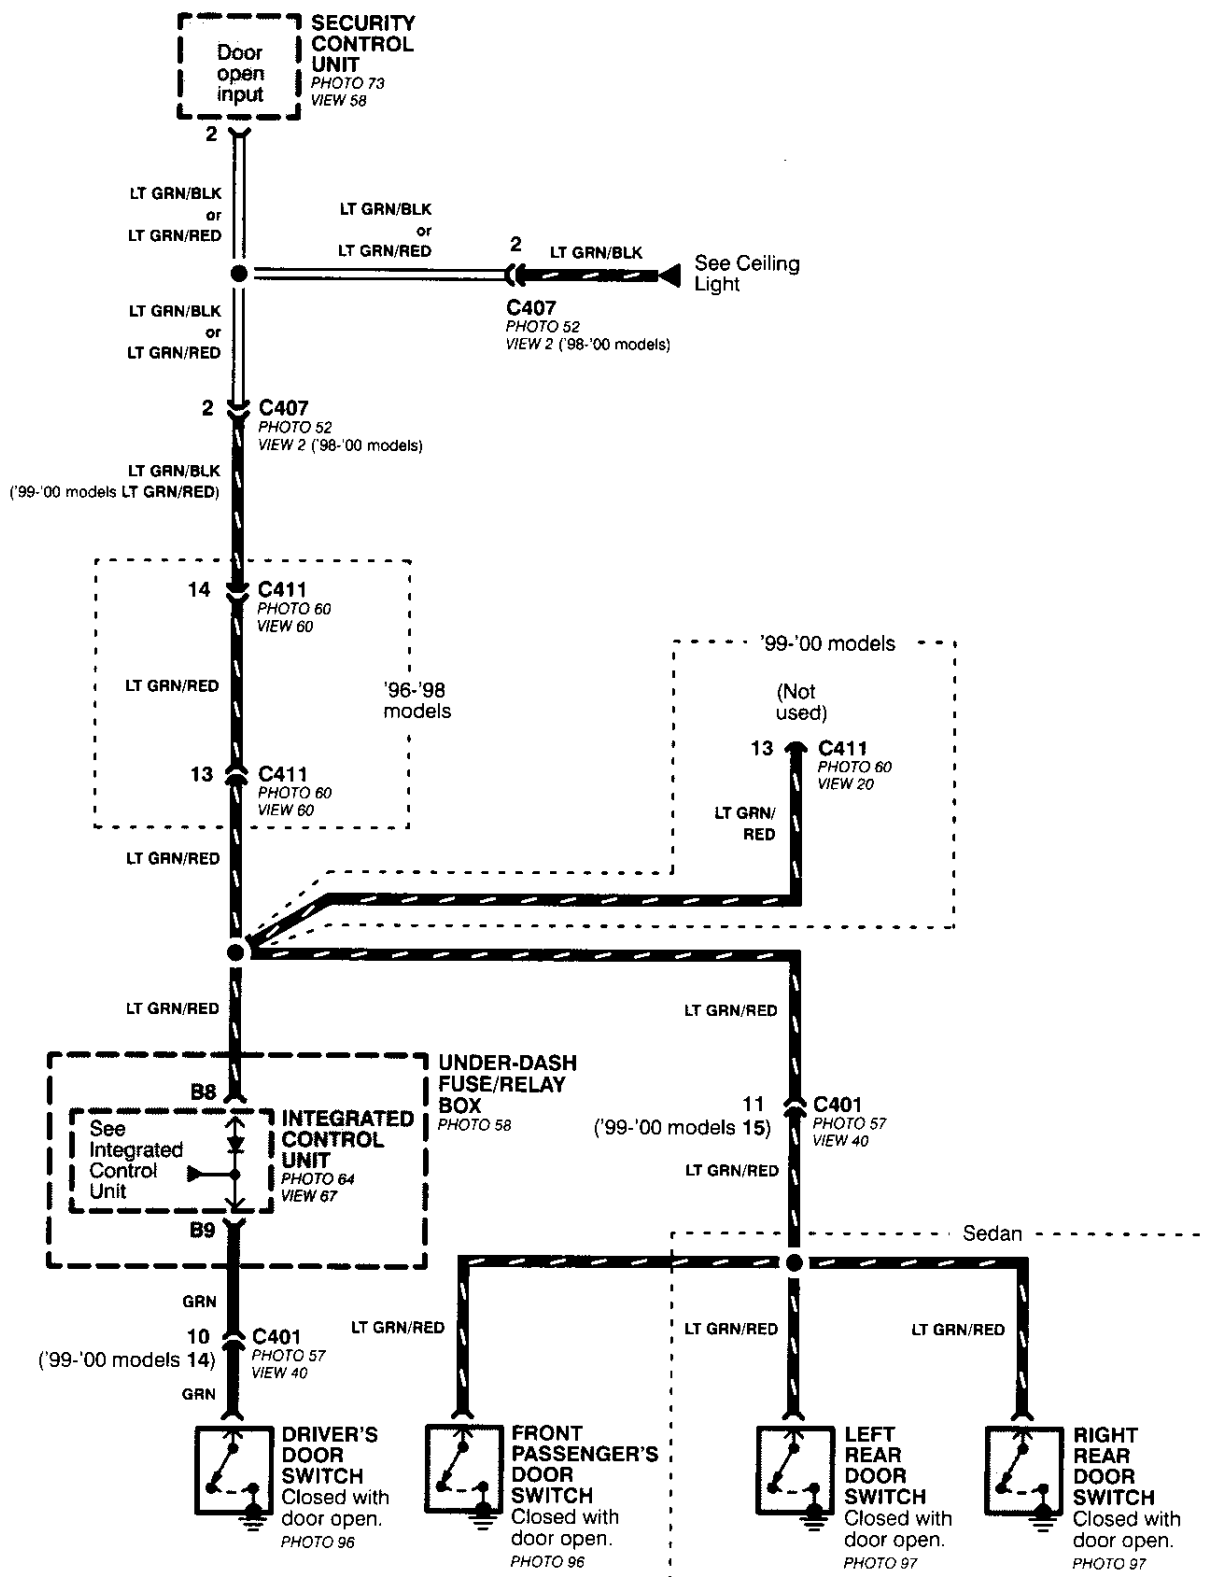 SECURITY
CONTROL
UNIT
PHOTO 73
VIEW 58
Door
open
input
2
LT GRN/BLK
or
LT GRN/RED
LT GRN/BLK
or
LT GRN/RED
2
LT GRN/BLK
See Ceiling
Light
C407
PHOTO 52
VIEW 2 ('98-'00 models)
LT GRN/BLK
or
LT GRN/RED
2
C407
PHOTO 52
VIEW 2 ('98-'00 models)
LT GRN/BLK
('99-'00 models LT GRN/RED)
14
C411
PHOTO 60
VIEW 60
LT GRN/RED
'96-'98
models
13
C411
PHOTO 60
VIEW 60
LT GRN/RED
'99-'00 models
(Not
used)
13
C411
PHOTO 60
VIEW 20
LT GRN/
RED
LT GRN/RED
LT GRN/RED
UNDER-DASH
FUSE/RELAY
BOX
PHOTO 58
B8
See
Integrated
Control
Unit
INTEGRATED
CONTROL
UNIT
PHOTO 64
VIEW 67
B9
11
('99-'00 models 15)
C401
PHOTO 57
VIEW 40
LT GRN/RED
Sedan
GRN
10
('99-'00 models 14)
C401
PHOTO 57
VIEW 40
GRN
LT GRN/RED
LT GRN/RED
LT GRN/RED
DRIVER'S
DOOR
SWITCH
Closed with
door open.
PHOTO 96
FRONT
PASSENGER'S
DOOR
SWITCH
Closed with
door open.
PHOTO 96
LEFT
REAR
DOOR
SWITCH
Closed with
door open.
PHOTO 97
RIGHT
REAR
DOOR
SWITCH
Closed with
door open.
PHOTO 97